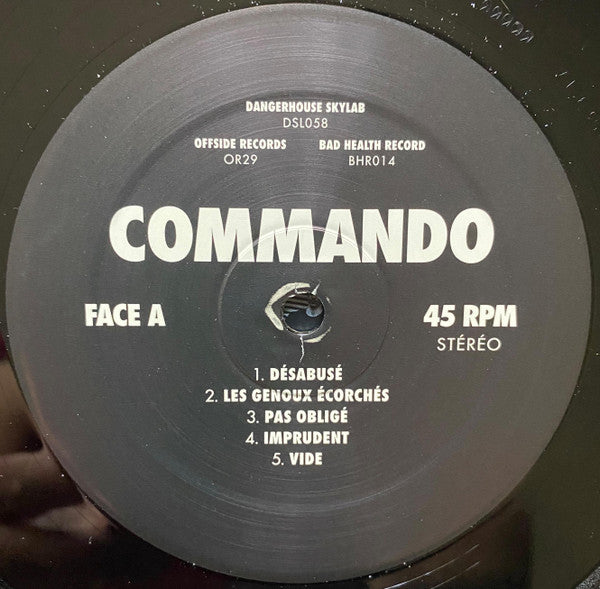 DANGERHOUSE SKYLAB
DSL058
OFFSIDE RECORDS BAD HEALTH RECORD
OR29 BHR014
COMMANDO
FACE A 45 RPM
STÉRÉO
1. DÉSABUSÉ
2. LES GENOUX ÉCORCHÉS
3. PAS OBLIGÉ
4. IMPRUDENT
5. VIDE